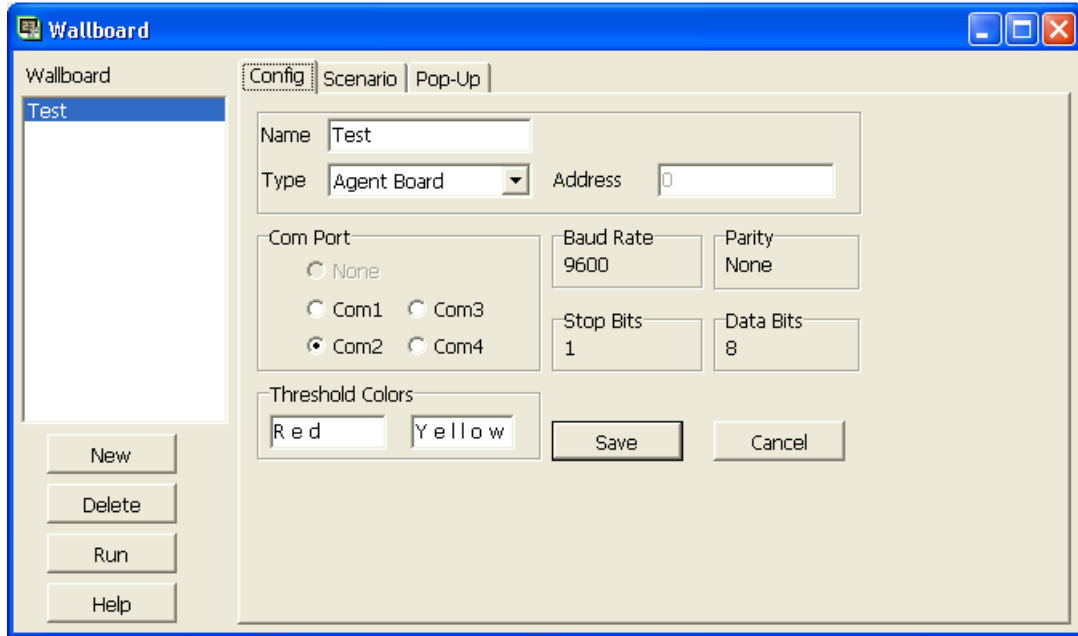 Wallboard
Wallboard
Test
New
Delete
Run
Help
Config Scenario Pop-Up
Name Test
Type Agent Board Address 0
Com Port
None
Com1 Com3
Com2 Com4
Baud Rate
9600
Parity
None
Stop Bits
1
Data Bits
8
Threshold Colors
Red Yellow
Save Cancel